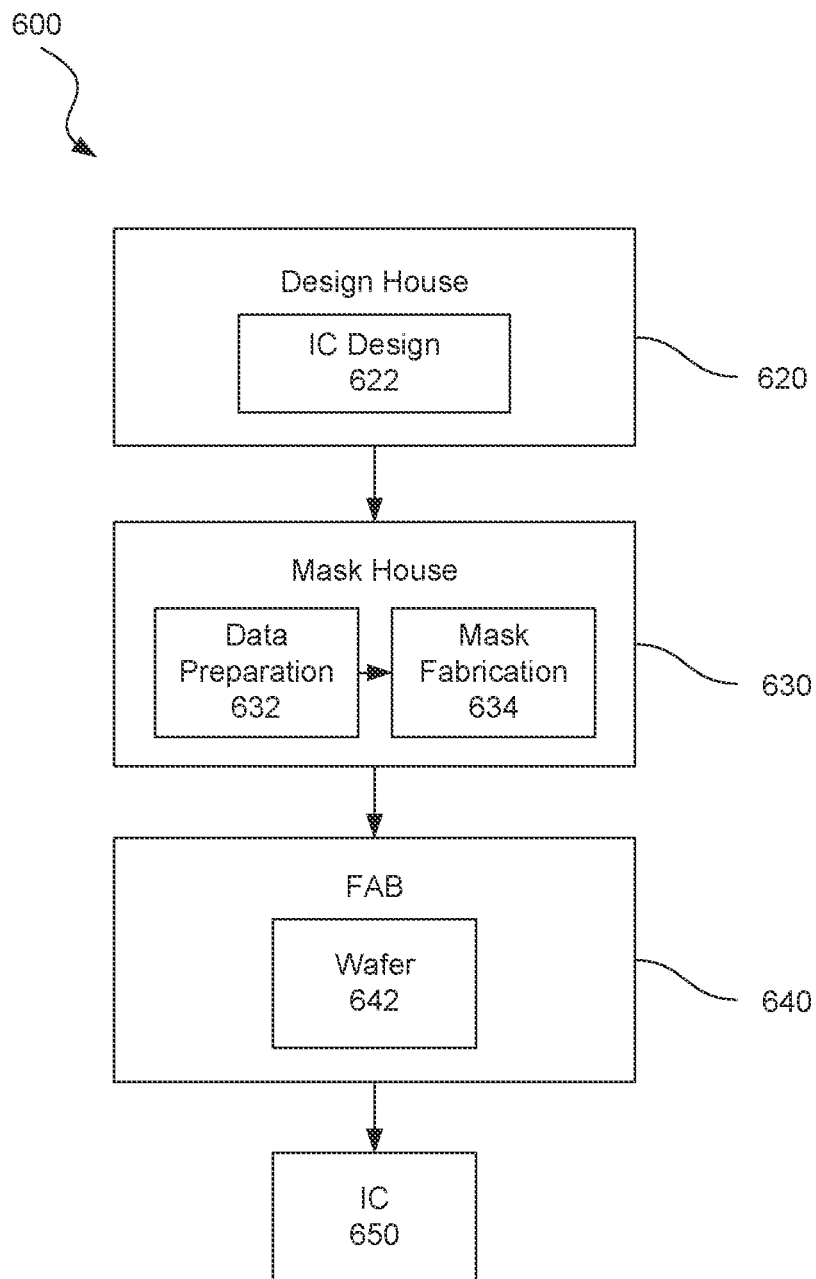 600
Design House
IC Design
622
620
Mask House
Data
Preparation
632
Mask
Fabrication
634
630
FAB
Wafer
642
640
IC
650